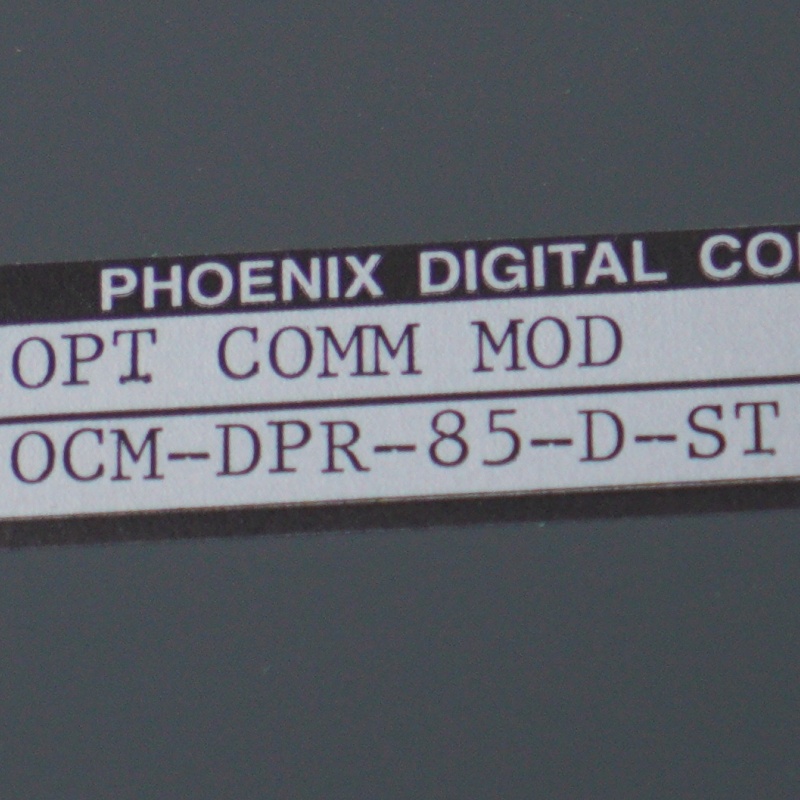 PHOENIX DIGITAL
OPT COMM MOD
OCM-DPR-85-D-ST